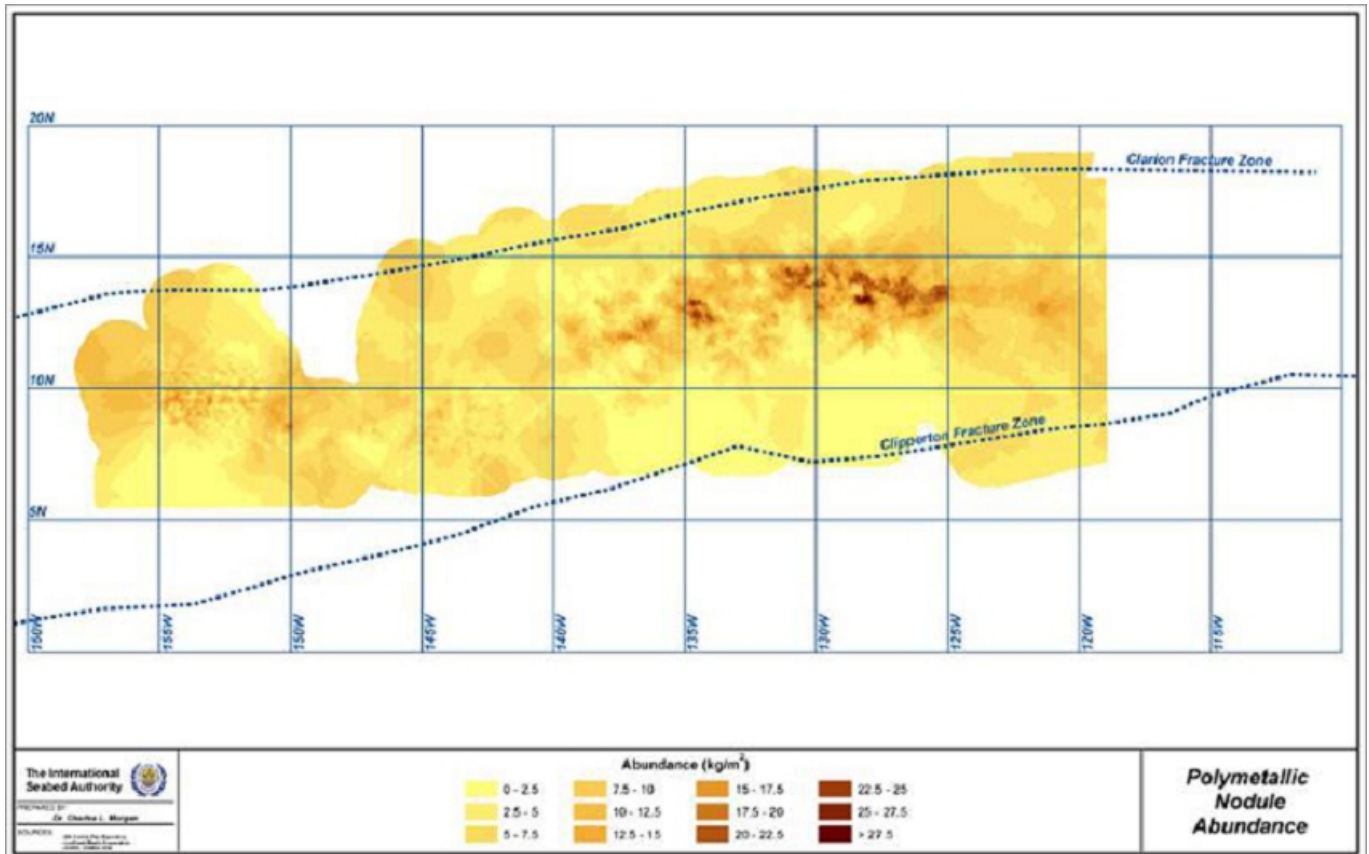 20N
Clarion Fracture Zone
15N
10N
Clipperton Fracture Zone
5N
160W
155W
150W
145W
140W
135W
130W
125W
120W
115W
The International
Seabed Authority
PREPARED BY:
Dr. Charles L. Morgan
SOURCES:
Abundance (kg/m²)
0 - 2.5
2.5 - 5
5 - 7.5
7.5 - 10
10 - 12.5
12.5 - 15
15 - 17.5
17.5 - 20
20 - 22.5
22.5 - 25
25 - 27.5
> 27.5
Polymetallic
Nodule
Abundance